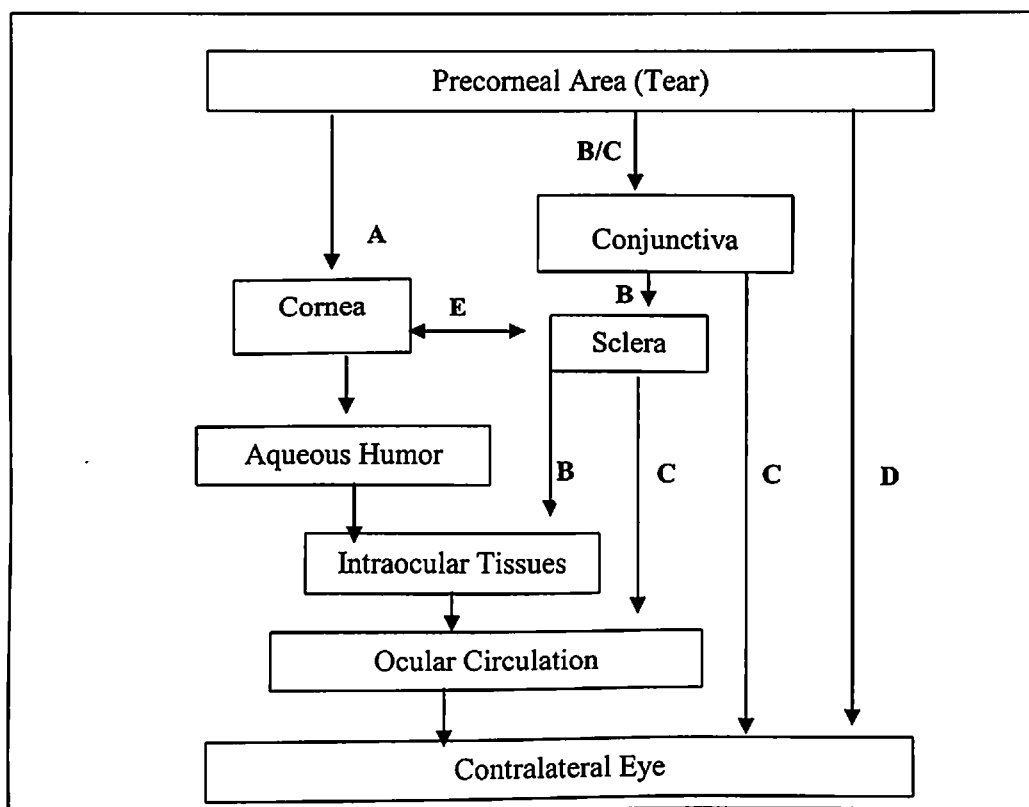 Precorneal Area (Tear)
B/C
A
Conjunctiva
B
Cornea
E
Sclera
Aqueous Humor
B
C
C
D
Intraocular Tissues
Ocular Circulation
Contralateral Eye